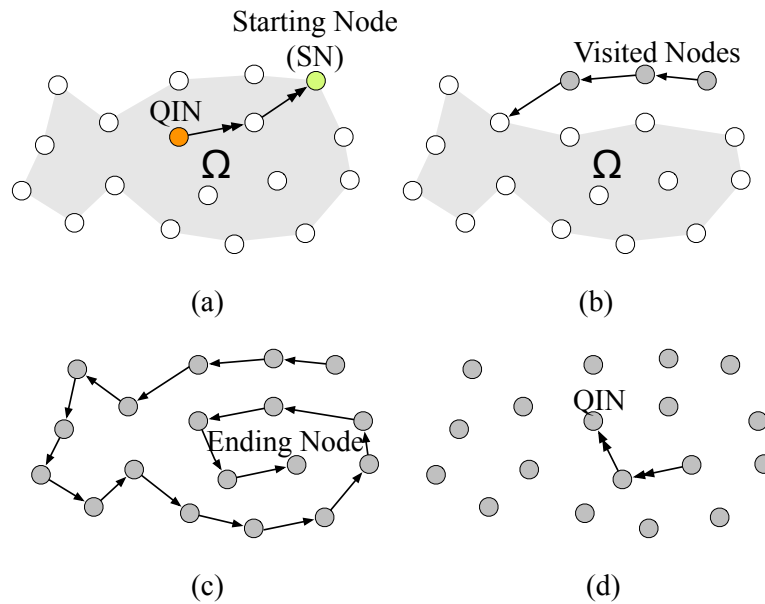 Starting Node
(SN)
QIN
Ω
(a)
Visited Nodes
Ω
(b)
Ending Node
(c)
QIN
(d)